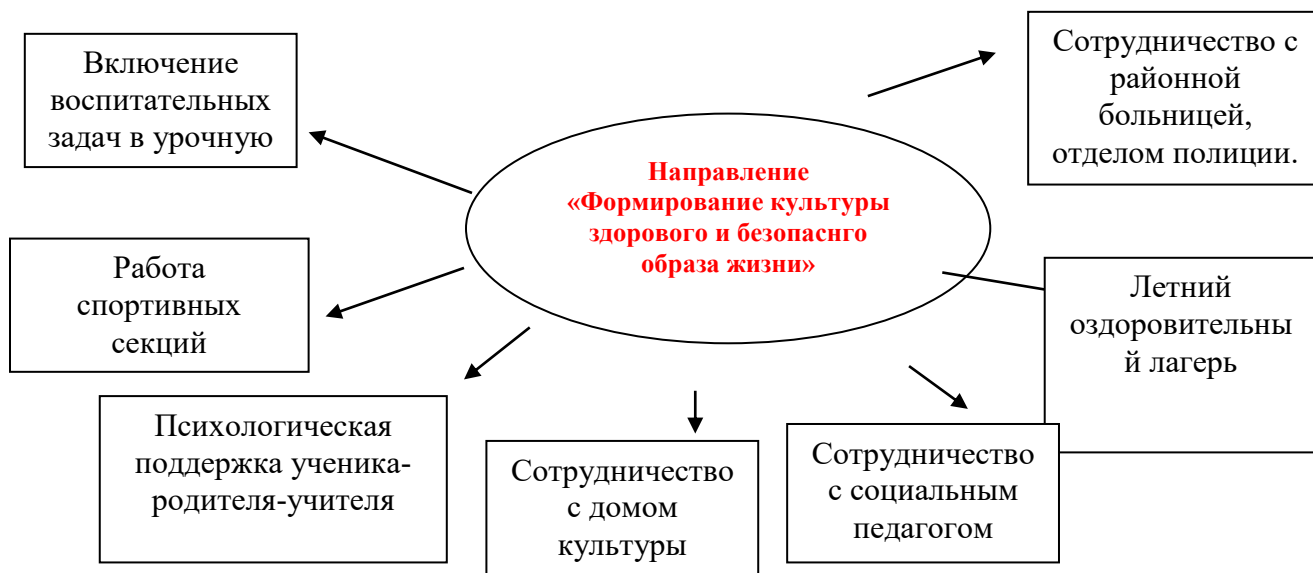 Включение
воспитательных
задач в урочную
Сотрудничество с
районной
больницей,
отделом полиции.
Направление
«Формирование культуры
здорового и безопаснго
образа жизни»
Работа
спортивных
секций
Летний
оздоровительны
й лагерь
Психологическая
поддержка ученика-
родителя-учителя
Сотрудничество
с домом
культуры
Сотрудничество
с социальным
педагогом